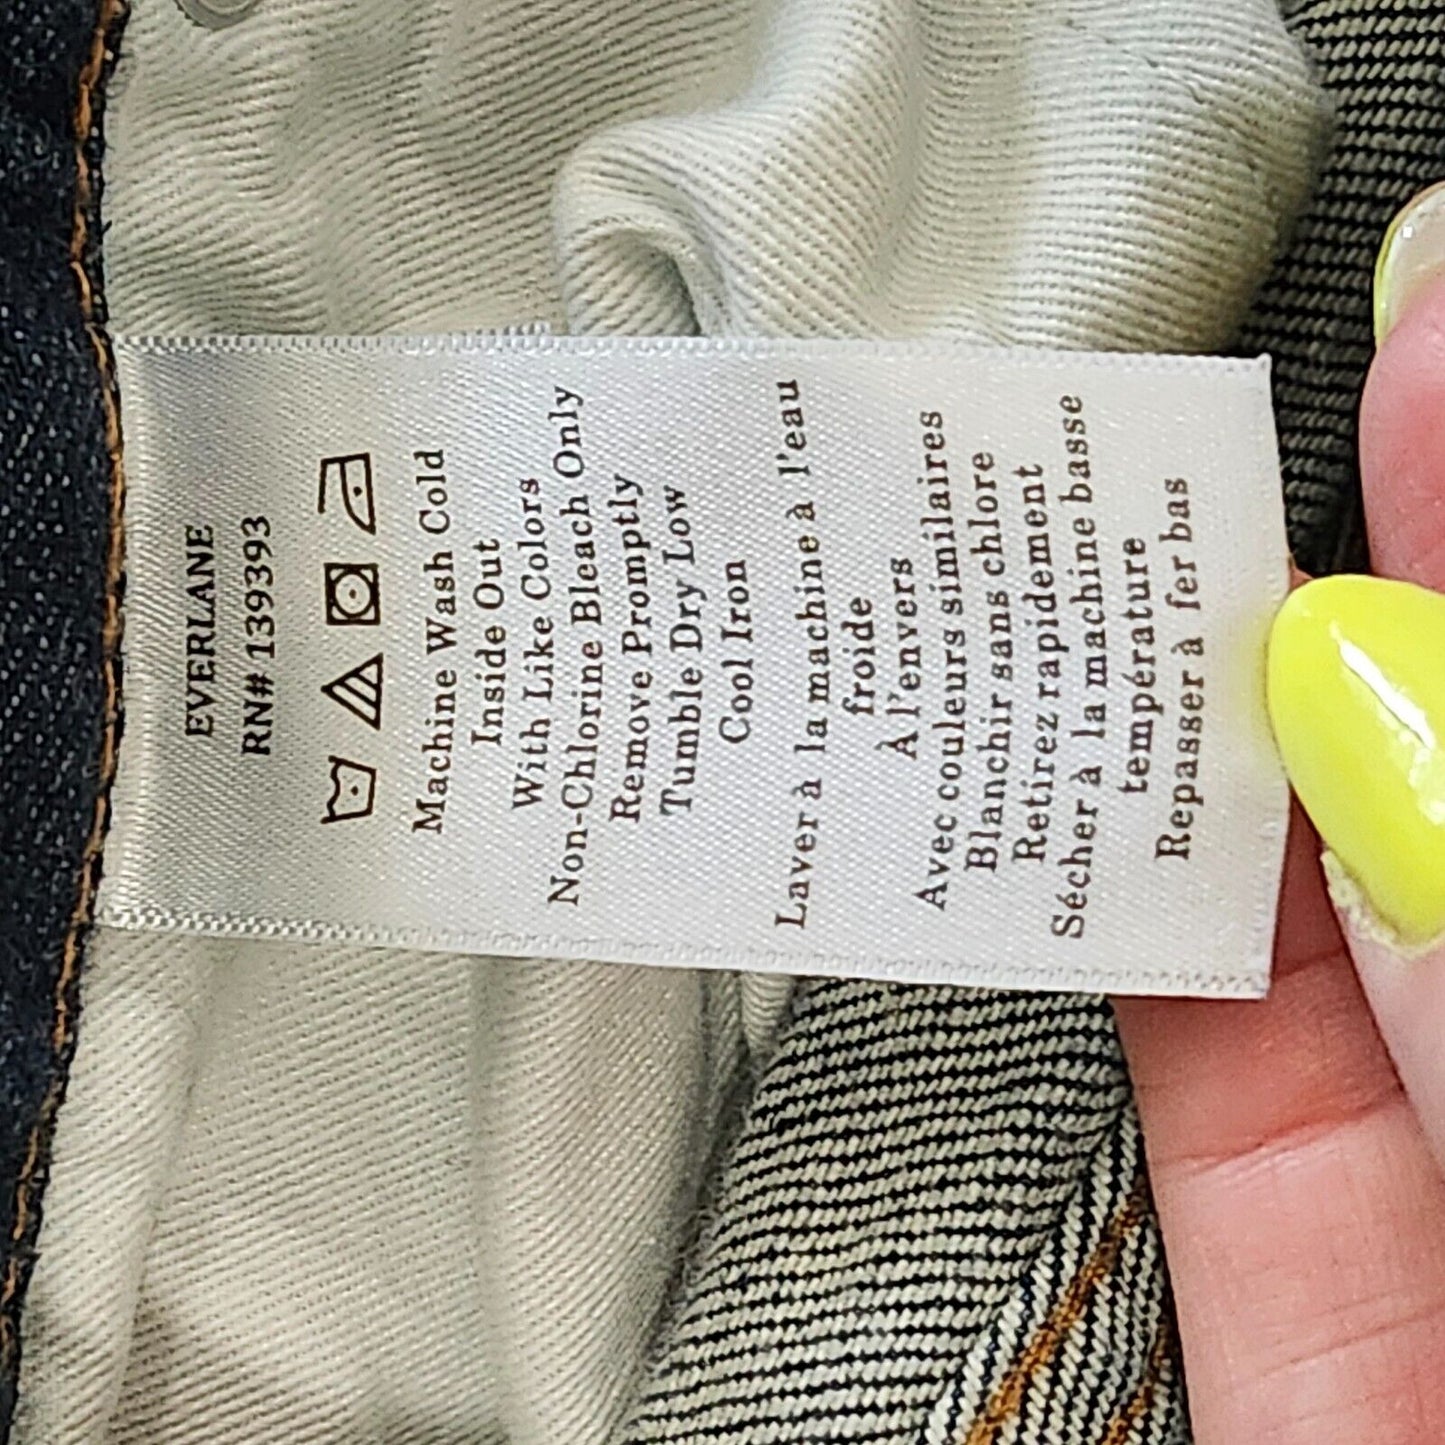 EVERLANE
RN# 139393
Machine Wash Cold
Inside Out
With Like Colors
Non-Chlorine Bleach Only
Remove Promptly
Tumble Dry Low
Cool Iron
Laver à la machine à l'eau
froide
À l'envers
Avec couleurs similaires
Blanchir sans chlore
Retirez rapidement
Sécher à la machine basse
température
Repasser à fer bas